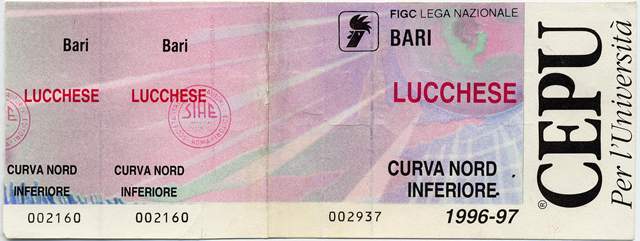 Bari
LUCCHESE
CURVA NORD
INFERIORE
002160
Bari
LUCCHESE
SIAE
CURVA NORD
INFERIORE
002160
FIGC LEGA NAZIONALE
BARI
LUCCHESE
CURVA NORD
INFERIORE.
002937
1996-97
®CEPU
Per l'Università